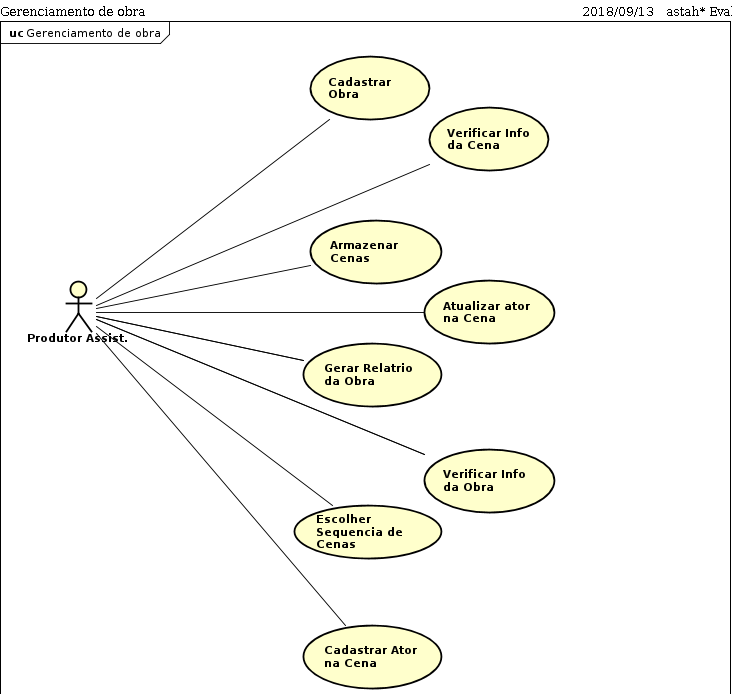 Gerenciamento de obra
2018/09/13 astah* Eval
uc Gerenciamento de obra
Cadastrar
Obra
Verificar Info
da Cena
Armazenar
Cenas
Atualizar ator
na Cena
Produtor Assist.
Gerar Relatrio
da Obra
Verificar Info
da Obra
Escolher
Sequencia de
Cenas
Cadastrar Ator
na Cena